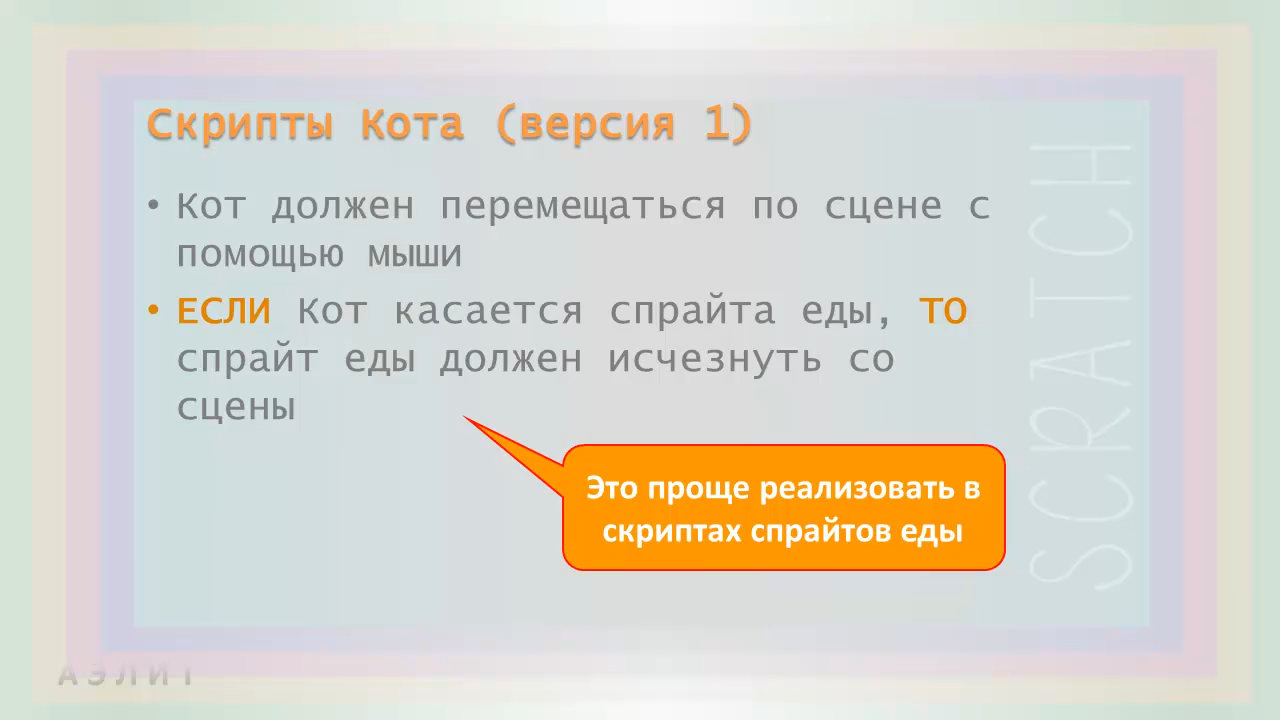 Скрипты Кота (версия 1)
• Кот должен перемещаться по сцене с
помощью мыши
• ЕСЛИ Кот касается спрайта еды, ТО
спрайт еды должен исчезнуть со
сцены
Это проще реализовать в
скриптах спрайтов еды
SCRATCH